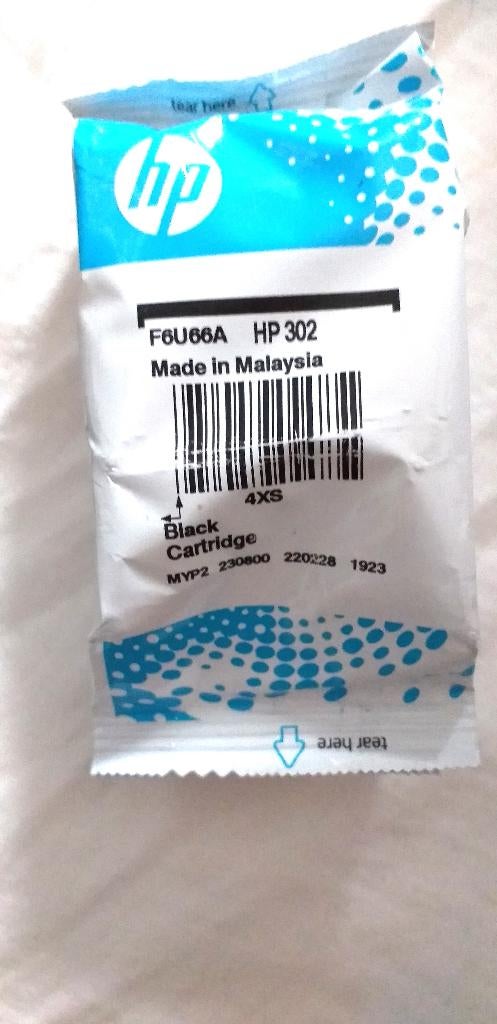 tear here
hp
F6U66A HP 302
Made in Malaysia
4XS
Black
Cartridge
MYP2 230800 220228 1923
tear here